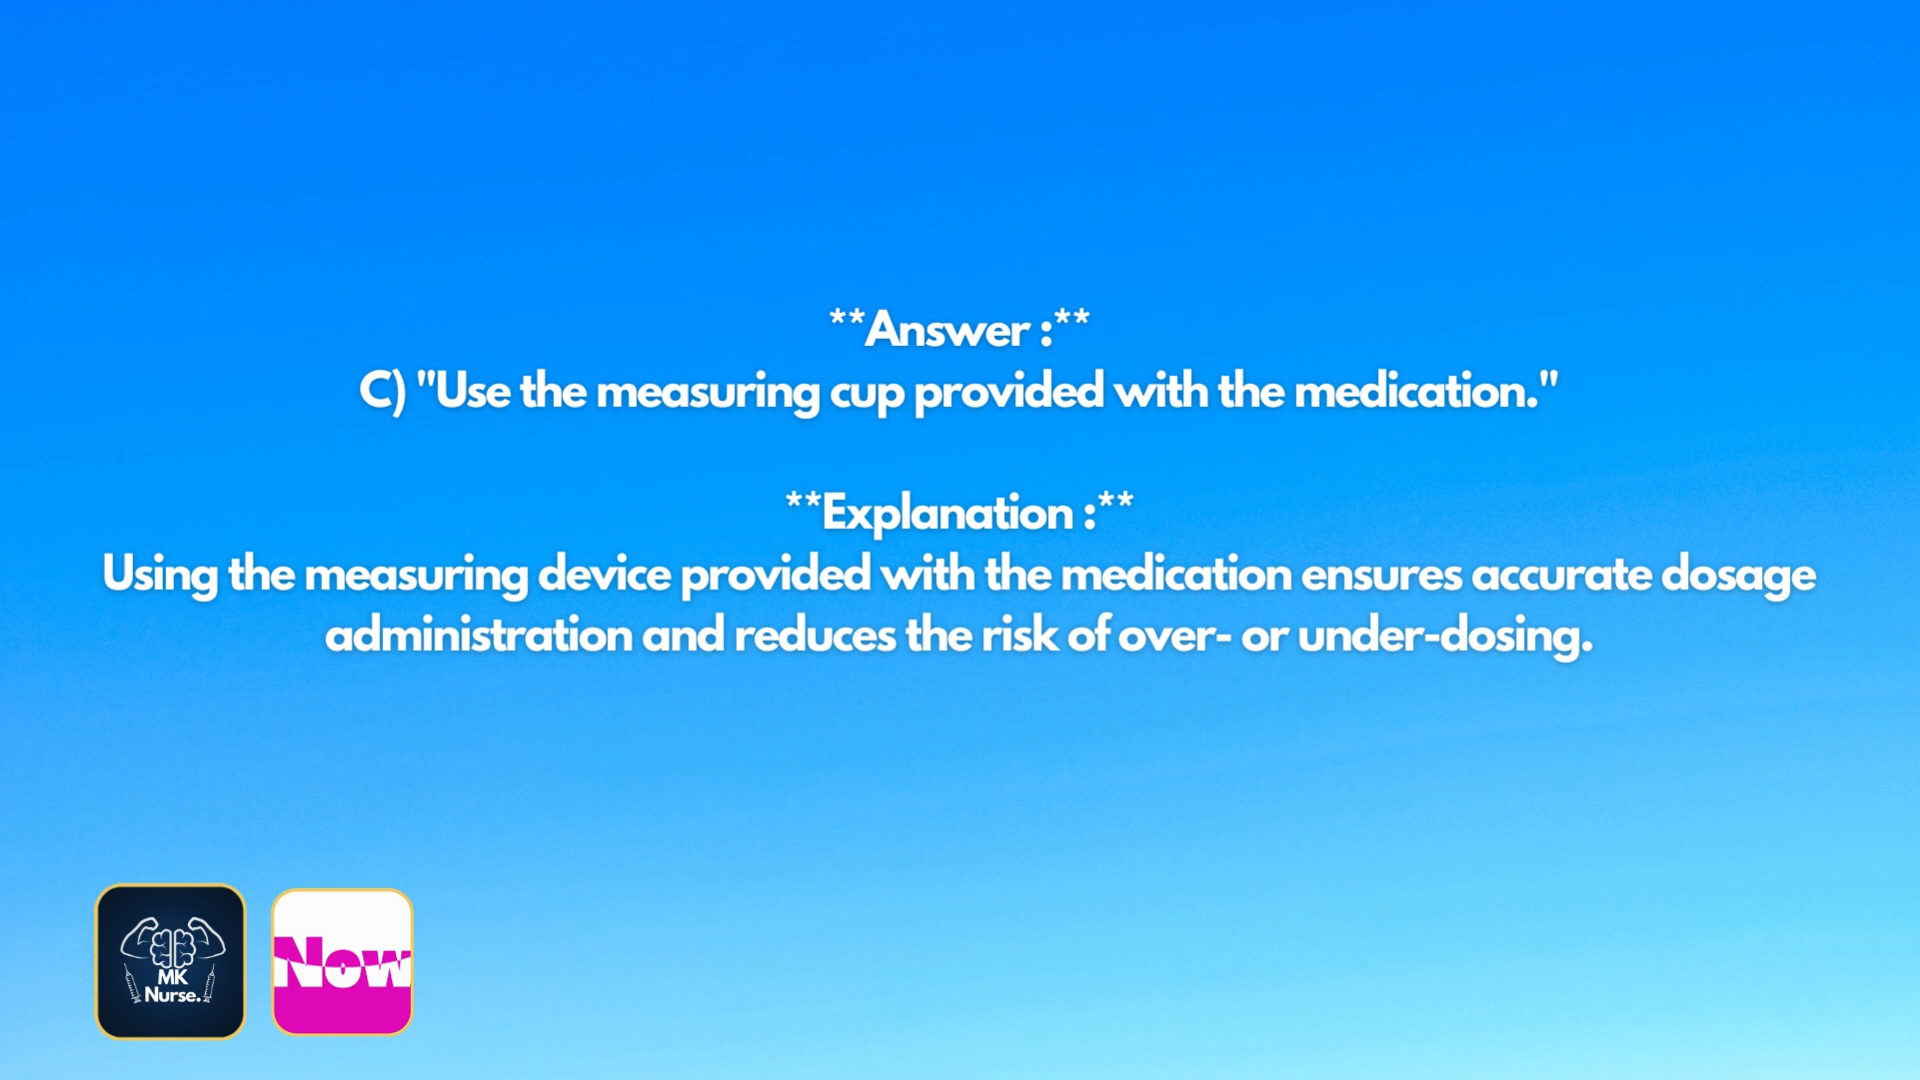 **Answer :**
C) "Use the measuring cup provided with the medication."
**Explanation :**
Using the measuring device provided with the medication ensures accurate dosage
administration and reduces the risk of over- or under-dosing.
MK
Nurse.
Now